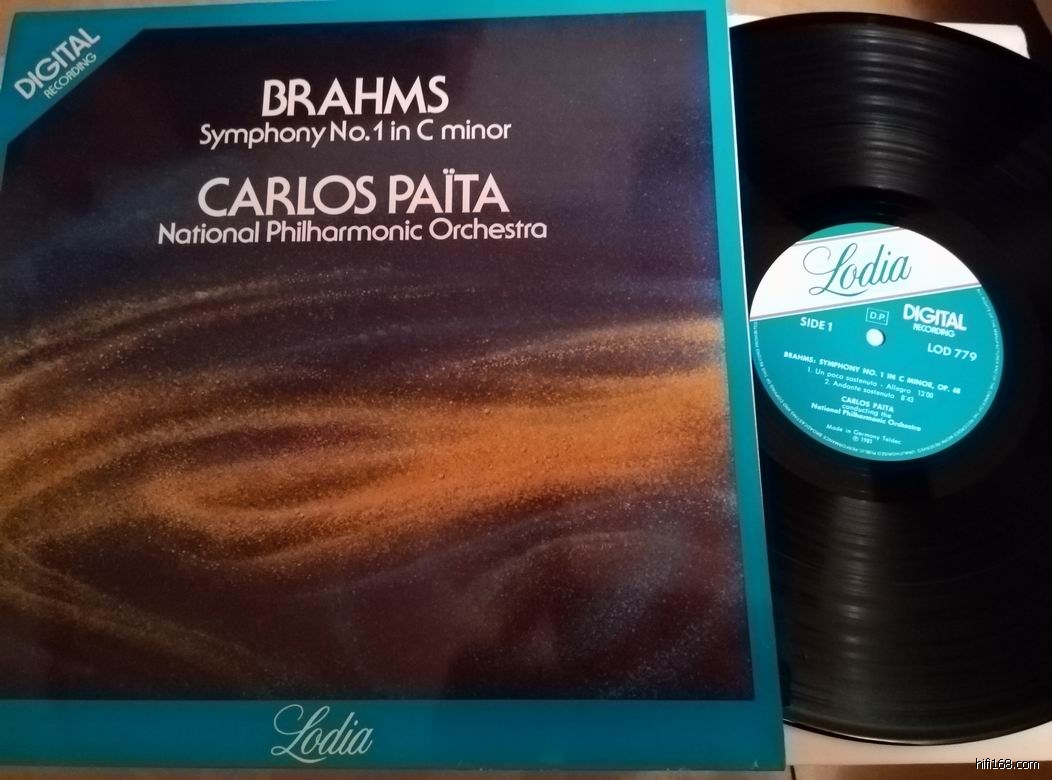 DIGITAL
RECORDING
BRAHMS
Symphony No.1 in C minor
CARLOS PAÏTA
National Philharmonic Orchestra
Lodia
Lodia
SIDE 1
D.P.
DIGITAL
RECORDING
LOD 779
BRAHMS: SYMPHONY NO. 1 IN C MINOR, OP. 68
1. Un poco sostenuto - Allegro 13'00
2. Andante sostenuto 8'43
CARLOS PAITA
conducting the
National Philharmonic Orchestra
Made in Germany Teldec
hifi168.com